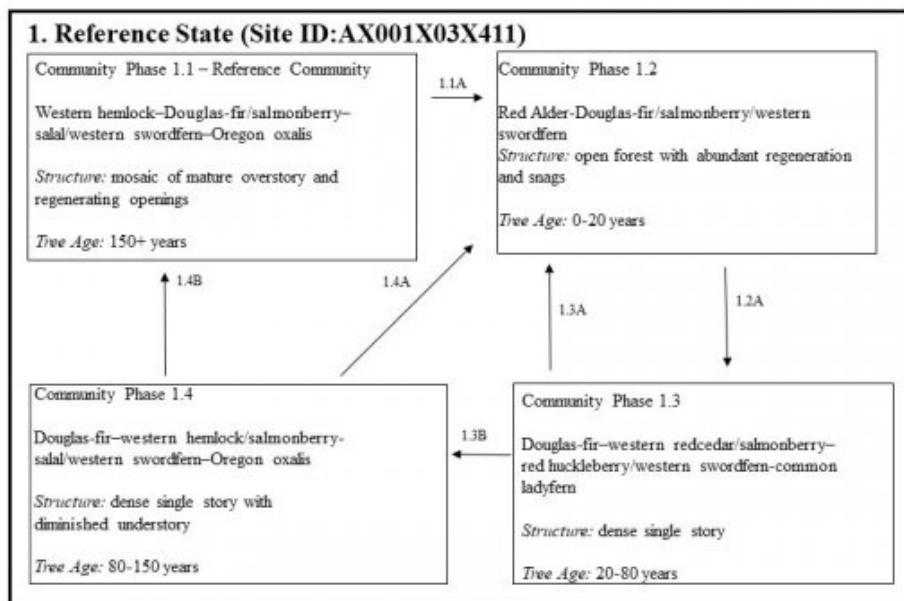 1. Reference State (Site ID:AX001X03X411)
Community Phase 1.1 – Reference Community
Western hemlock–Douglas-fir/salmonberry–
salal/western swordfern–Oregon oxalis
Structure: mosaic of mature overstory and
regenerating openings
Tree Age: 150+ years
1.1A
Community Phase 1.2
Red Alder-Douglas-fir/salmonberry/western
swordfern
Structure: open forest with abundant regeneration
and snags
Tree Age: 0-20 years
1.4B
1.4A
1.3A
1.2A
Community Phase 1.4
Douglas-fir–western hemlock/salmonberry-
salal/western swordfern–Oregon oxalis
Structure: dense single story with
diminished understory
Tree Age: 80-150 years
1.3B
Community Phase 1.3
Douglas-fir–western redcedar/salmonberry–
red huckleberry/western swordfern-common
ladyfern
Structure: dense single story
Tree Age: 20-80 years